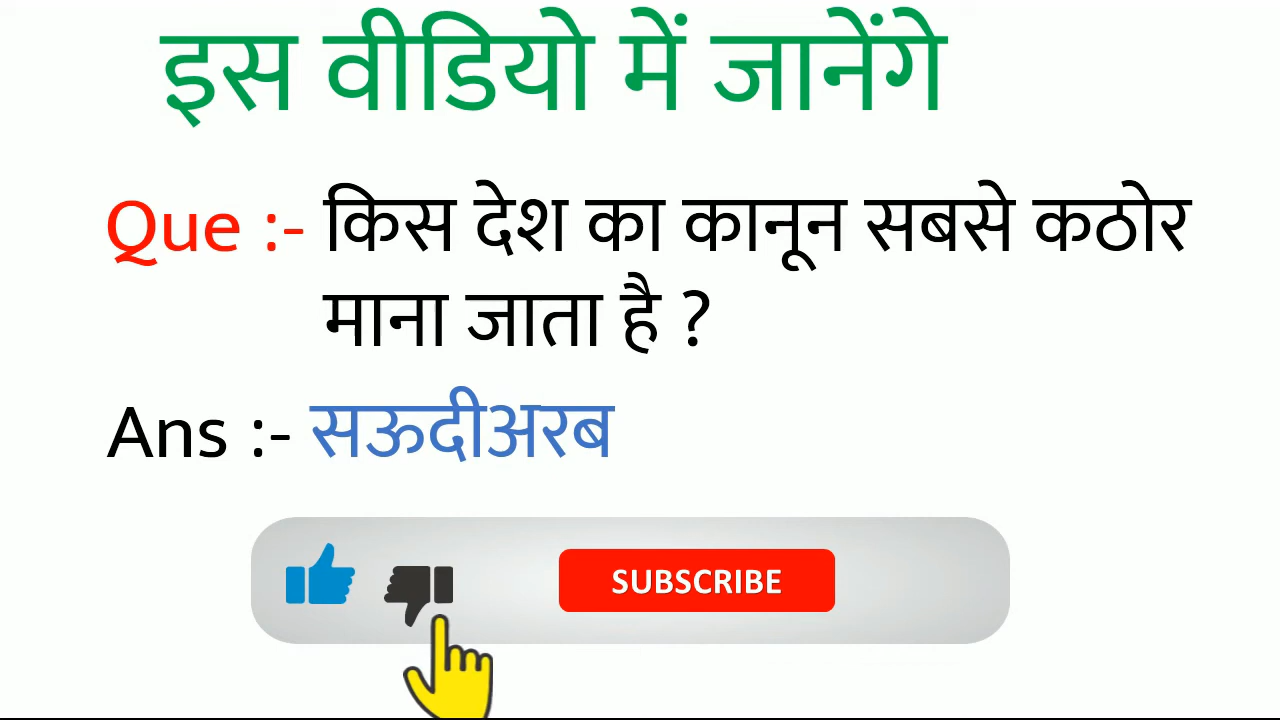 इस वीडियो में जानेंगे
Que :- किस देश का कानून सबसे कठोर
माना जाता है ?
Ans :- सऊदीअरब
SUBSCRIBE